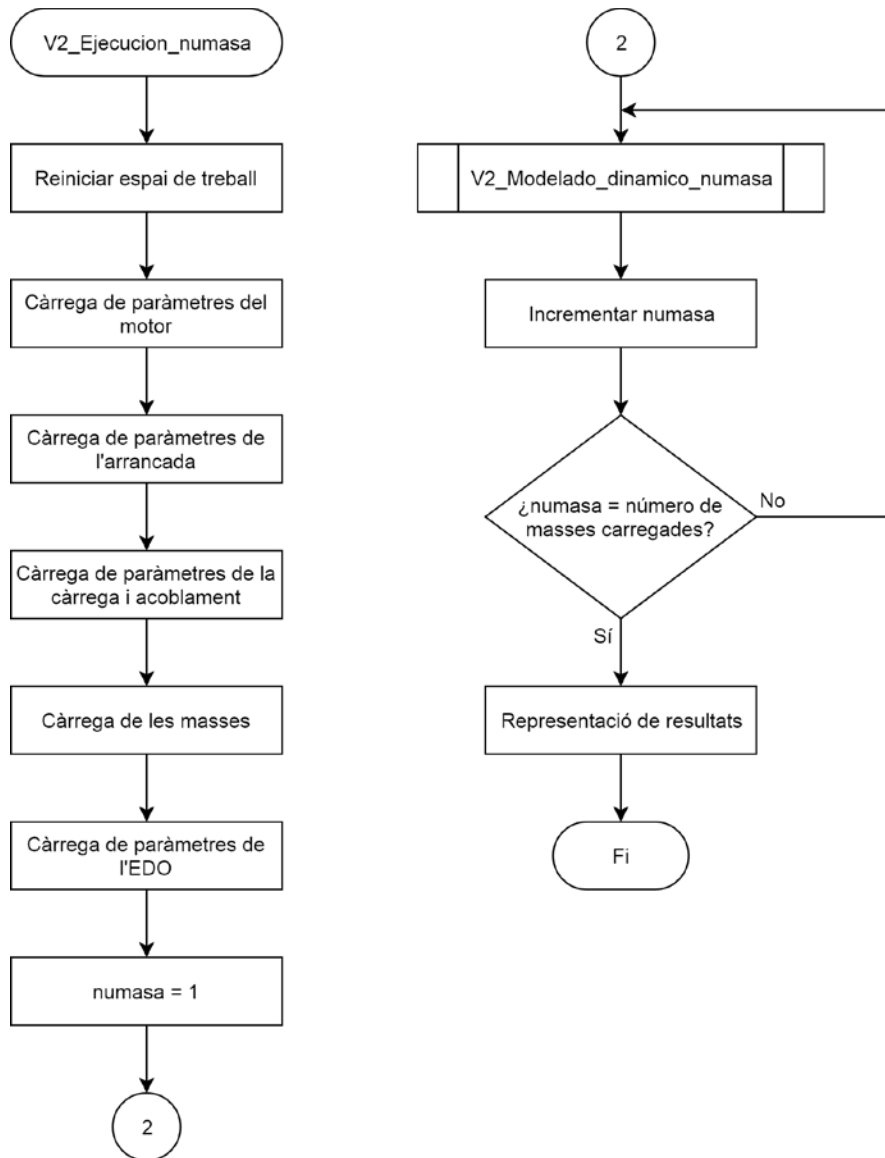 V2_Ejecucion_numasa
Reiniciar espai de treball
Càrrega de paràmetres del
motor
Càrrega de paràmetres de
l'arrancada
Càrrega de paràmetres de la
càrrega i acoblament
Càrrega de les masses
Càrrega de paràmetres de
l'EDO
numasa = 1
2
2
V2_Modelado_dinamico_numasa
Incrementar numasa
¿numasa = número de
masses carregades?
No
Sí
Representació de resultats
Fi